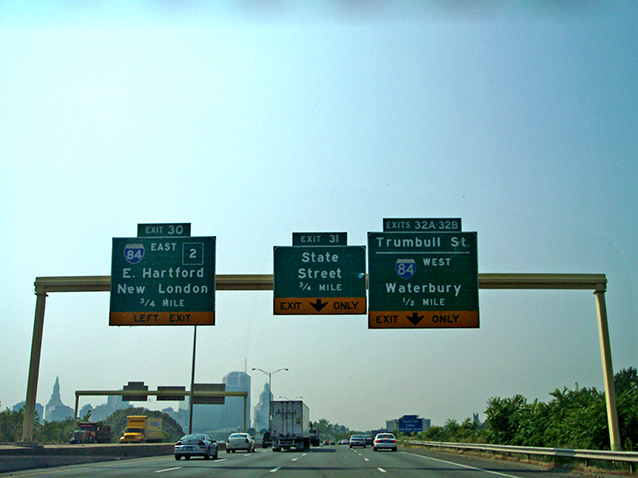 EXIT 30
84 EAST 2
E. Hartford
New London
3/4 MILE
LEFT EXIT
EXIT 31
State
Street
3/4 MILE
EXIT ONLY
EXITS 32A-32B
Trumbull St.
84 WEST
Waterbury
1/2 MILE
EXIT ONLY